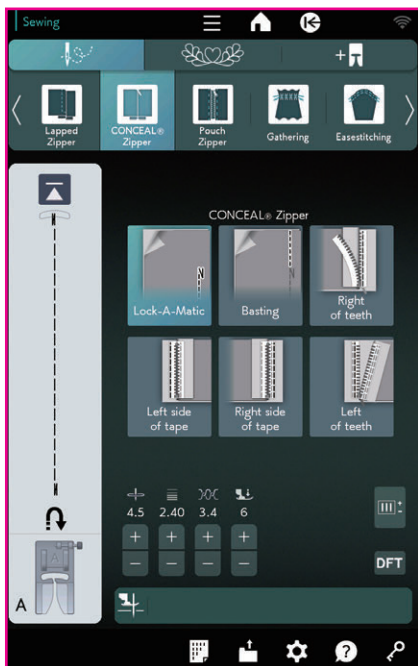 Sewing
Lapped
Zipper
CONCEAL®
Zipper
Pouch
Zipper
Gathering
Easestitching
CONCEAL® Zipper
Lock-A-Matic
Basting
Right
of teeth
Left side
of tape
Right side
of tape
Left
of teeth
4.5 2.40 3.4 6
+ + + +
− − − −
DFT
A